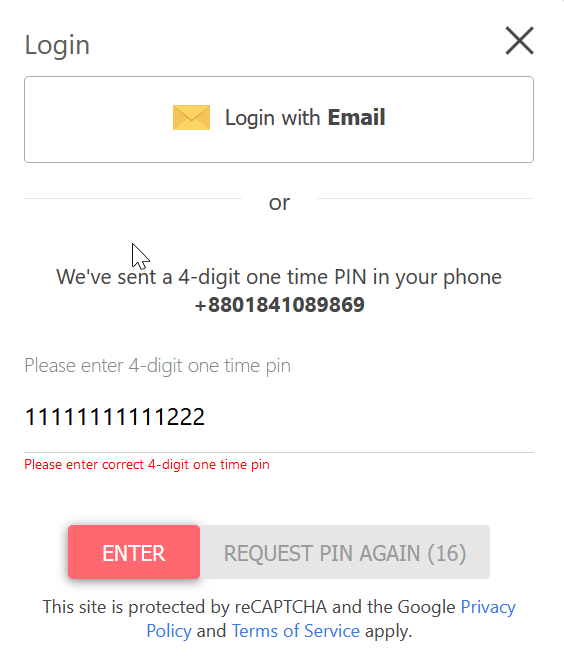 Login
Login with Email
or
We've sent a 4-digit one time PIN in your phone
+8801841089869
Please enter 4-digit one time pin
11111111111222
Please enter correct 4-digit one time pin
ENTER
REQUEST PIN AGAIN (16)
This site is protected by reCAPTCHA and the Google Privacy
Policy and Terms of Service apply.